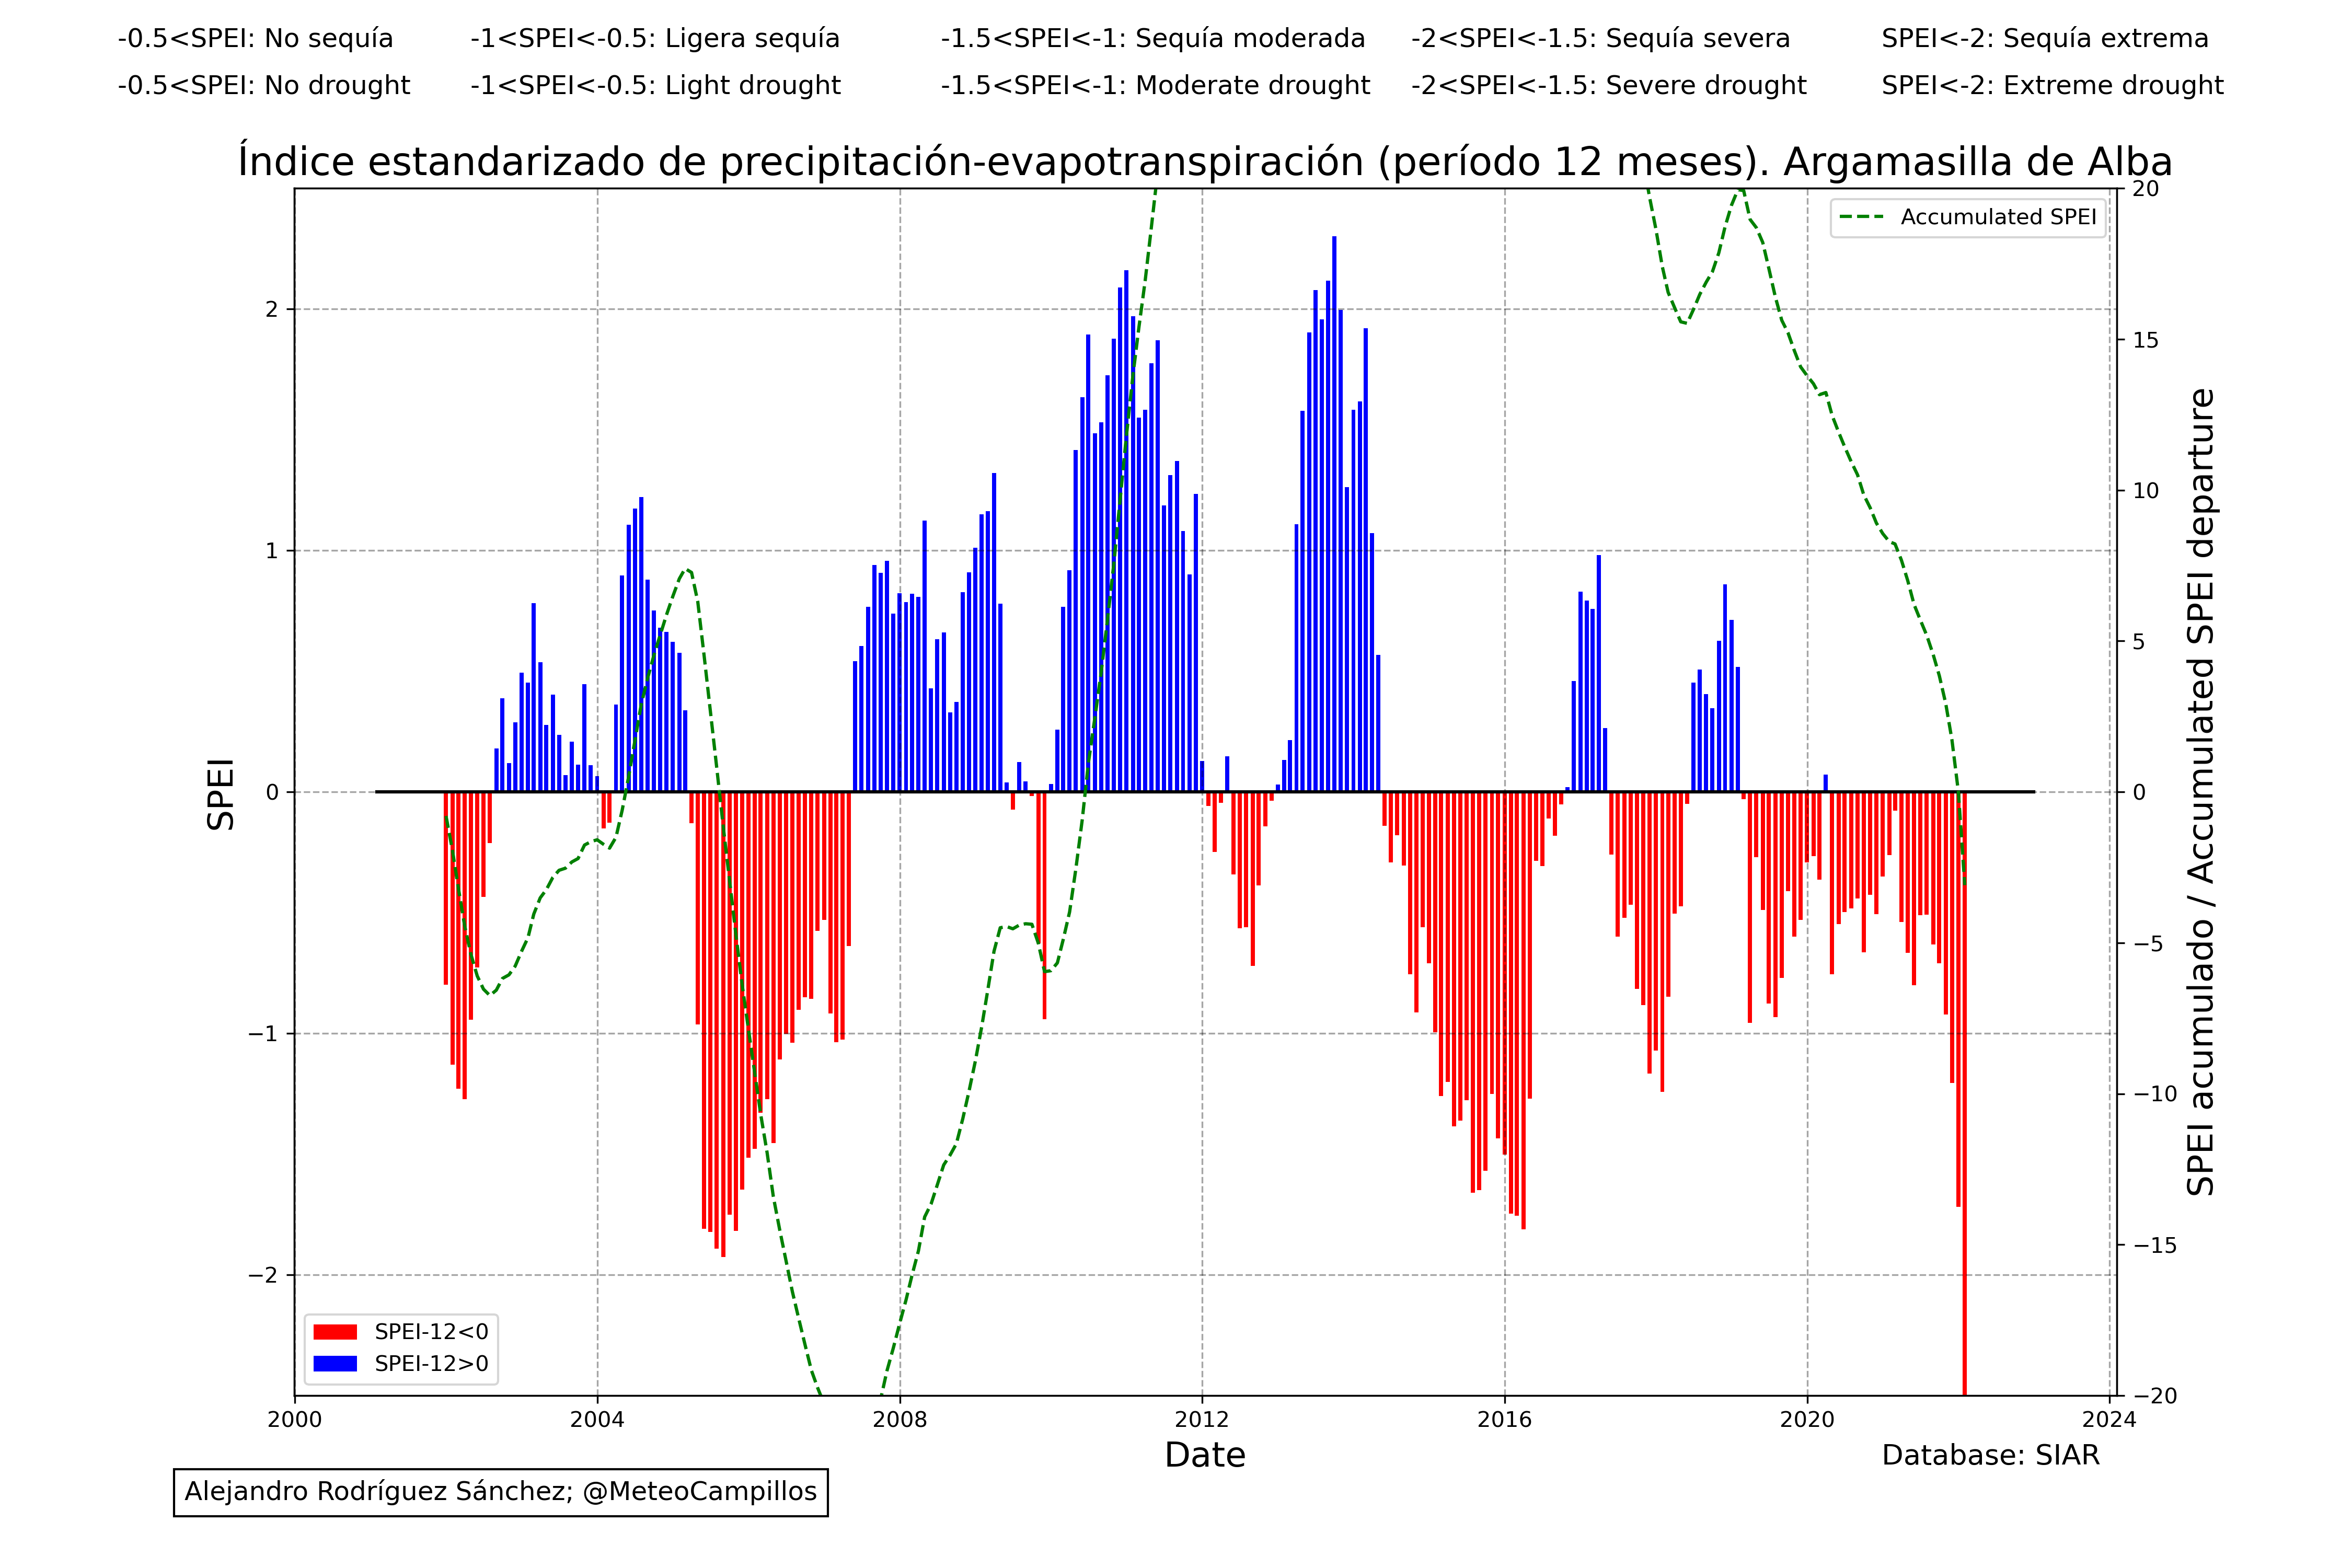 -0.5<SPEI: No sequía -1<SPEI<-0.5: Ligera sequía -1.5<SPEI<-1: Sequía moderada -2<SPEI<-1.5: Sequía severa SPEI<-2: Sequía extrema
-0.5<SPEI: No drought -1<SPEI<-0.5: Light drought -1.5<SPEI<-1: Moderate drought -2<SPEI<-1.5: Severe drought SPEI<-2: Extreme drought
Índice estandarizado de precipitación-evapotranspiración (período 12 meses). Argamasilla de Alba
Accumulated SPEI
2
1
0
−1
−2
SPEI
20
15
10
5
0
−5
−10
−15
−20
SPEI acumulado / Accumulated SPEI departure
SPEI-12<0
SPEI-12>0
2000 2004 2008 2012 2016 2020 2024
Date
Database: SIAR
Alejandro Rodríguez Sánchez; @MeteoCampillos